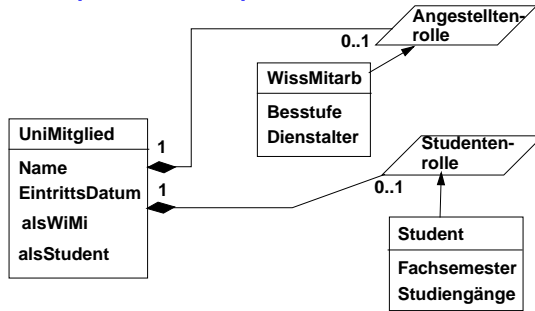 Angestellten-
rolle
0..1
WissMitarb
Besstufe
Dienstalter
UniMitglied
Name
EintrittsDatum
alsWiMi
alsStudent
1
1
Studenten-
rolle
0..1
Student
Fachsemester
Studiengänge